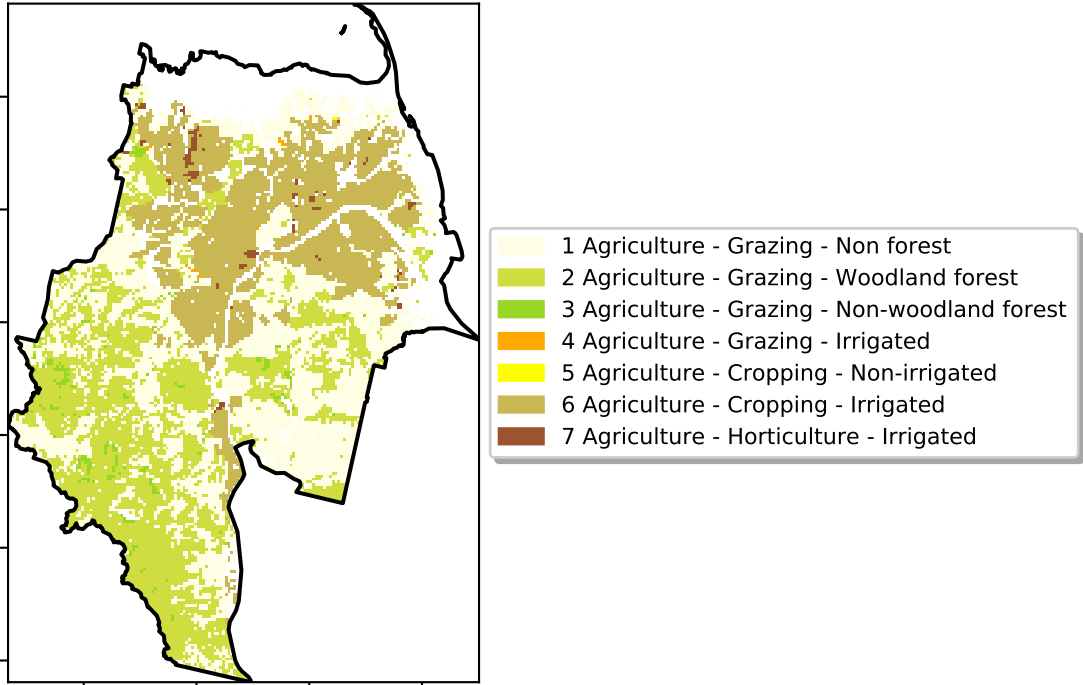 1 Agriculture - Grazing - Non forest
2 Agriculture - Grazing - Woodland forest
3 Agriculture - Grazing - Non-woodland forest
4 Agriculture - Grazing - Irrigated
5 Agriculture - Cropping - Non-irrigated
6 Agriculture - Cropping - Irrigated
7 Agriculture - Horticulture - Irrigated